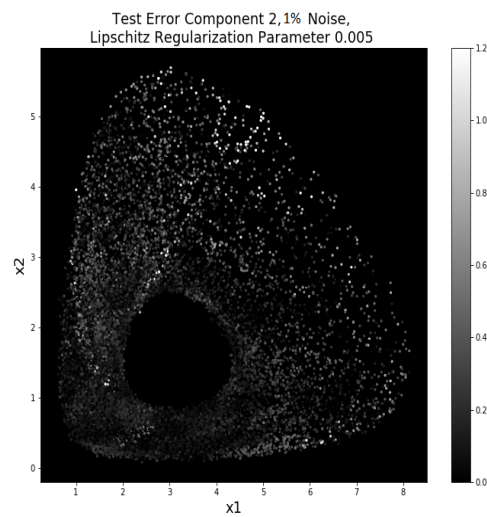 Test Error Component 2, 1% Noise,
Lipschitz Regularization Parameter 0.005
1.2
1.0
0.8
0.6
0.4
0.2
0.0
x2
5
4
3
2
1
0
1 2 3 4 5 6 7 8
x1